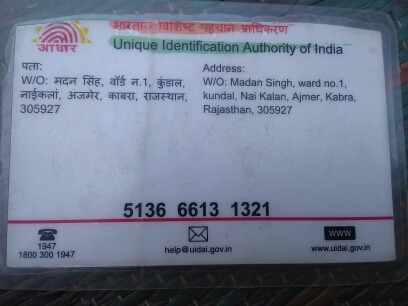 भारतीय विशिष्ट पहचान प्राधिकरण
आधार
Unique Identification Authority of India
पता:
W/O: मदन सिंह, वॉर्ड न.1, कुंडाल,
नाईकलां, अजमेर, काबरा, राजस्थान,
305927
Address:
W/O: Madan Singh, ward no.1,
kundal, Nai Kalan, Ajmer, Kabra,
Rajasthan, 305927
5136 6613 1321
1947
1800 300 1947
help@uidai.gov.in
WWW
www.uidai.gov.in